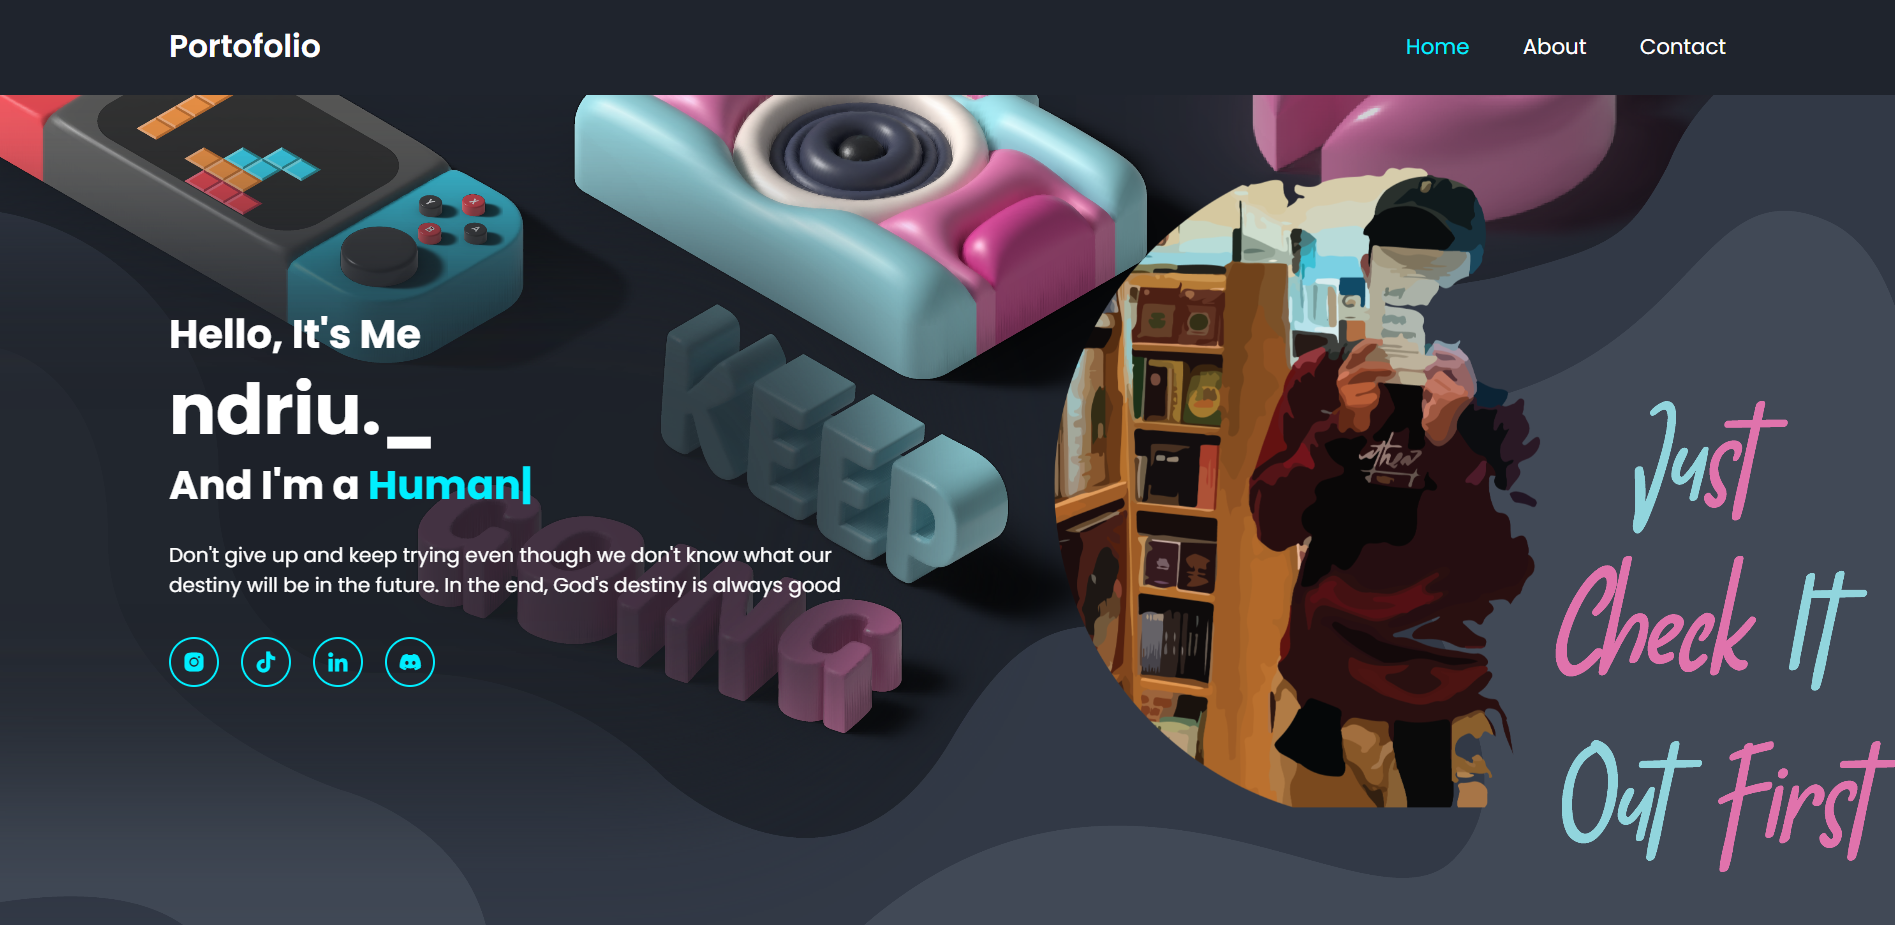 Portofolio
Home About Contact
Y X B A
Hello, It's Me
ndriu._
And I'm a Human|
Don't give up and keep trying even though we don't know what our
destiny will be in the future. In the end, God's destiny is always good
KEEP
GOING
Just
Check It
Out First